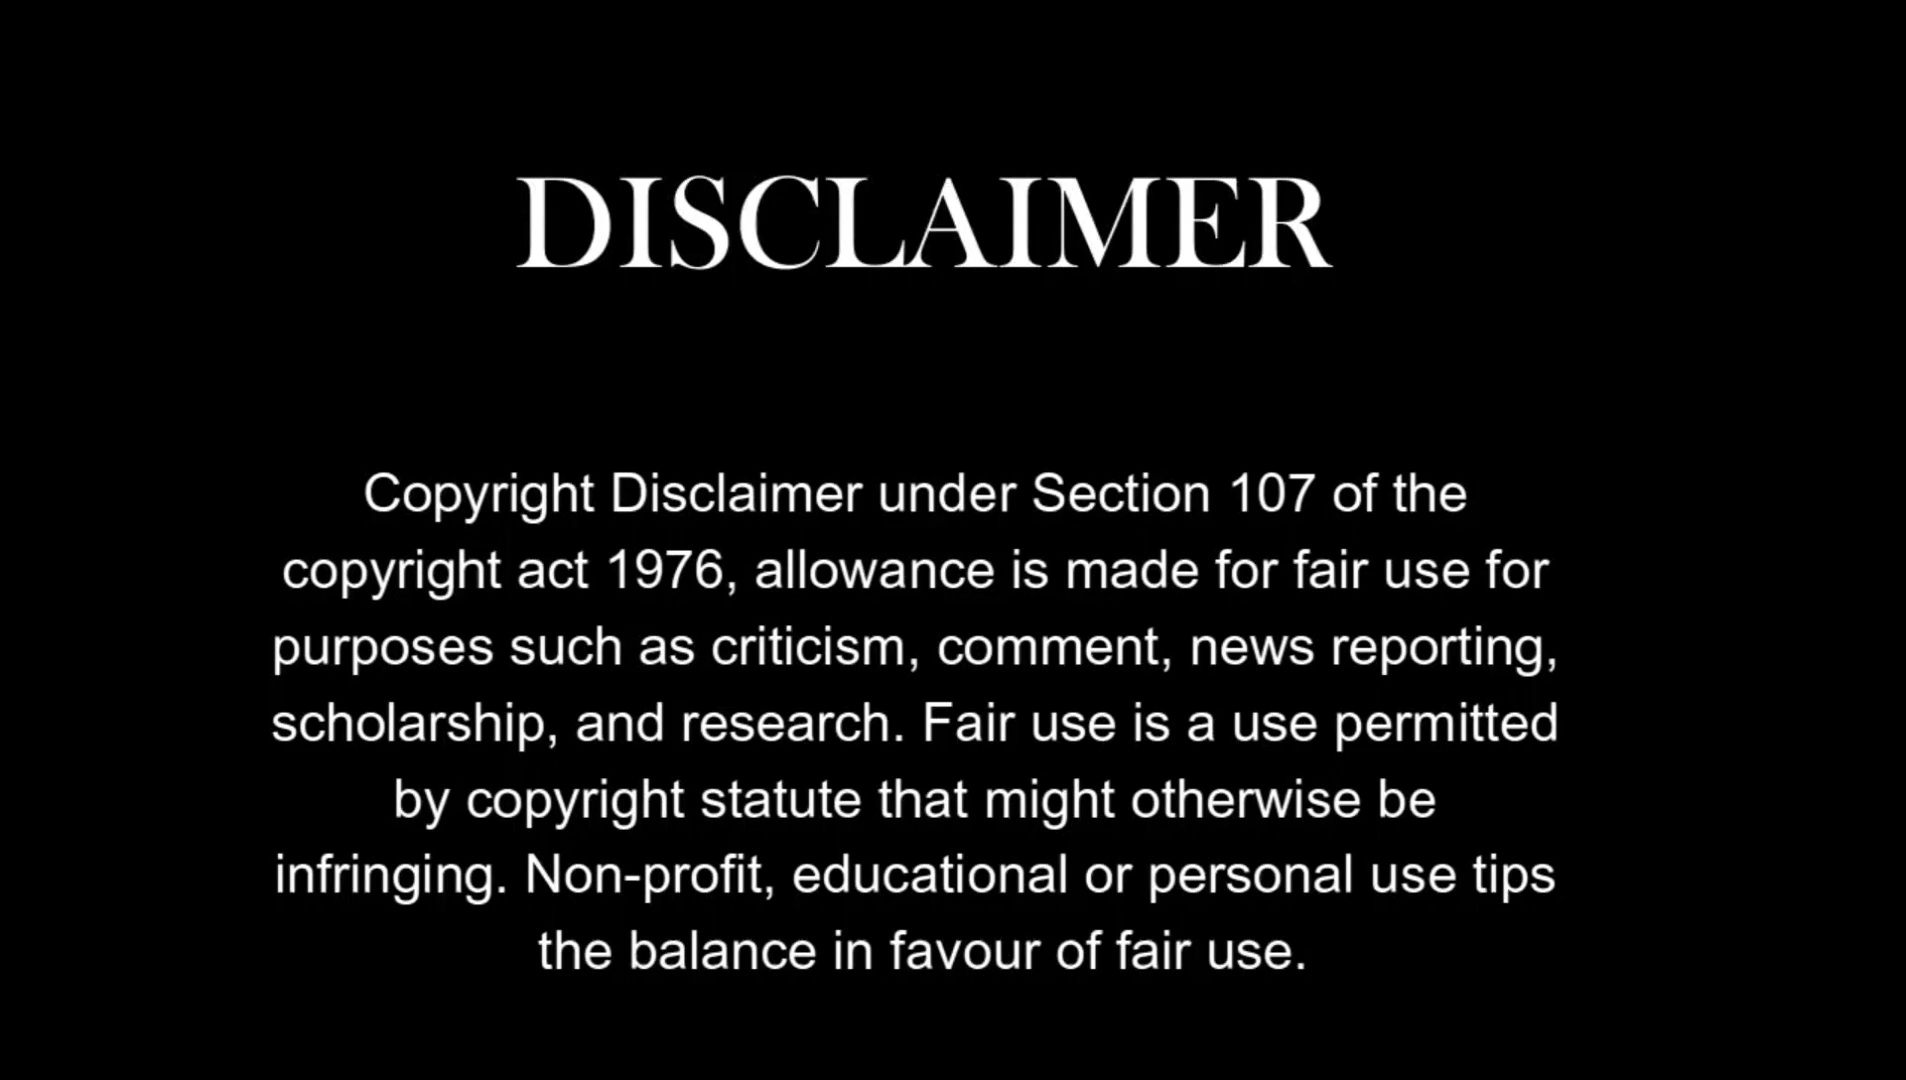 DISCLAIMER
Copyright Disclaimer under Section 107 of the
copyright act 1976, allowance is made for fair use for
purposes such as criticism, comment, news reporting,
scholarship, and research. Fair use is a use permitted
by copyright statute that might otherwise be
infringing. Non-profit, educational or personal use tips
the balance in favour of fair use.